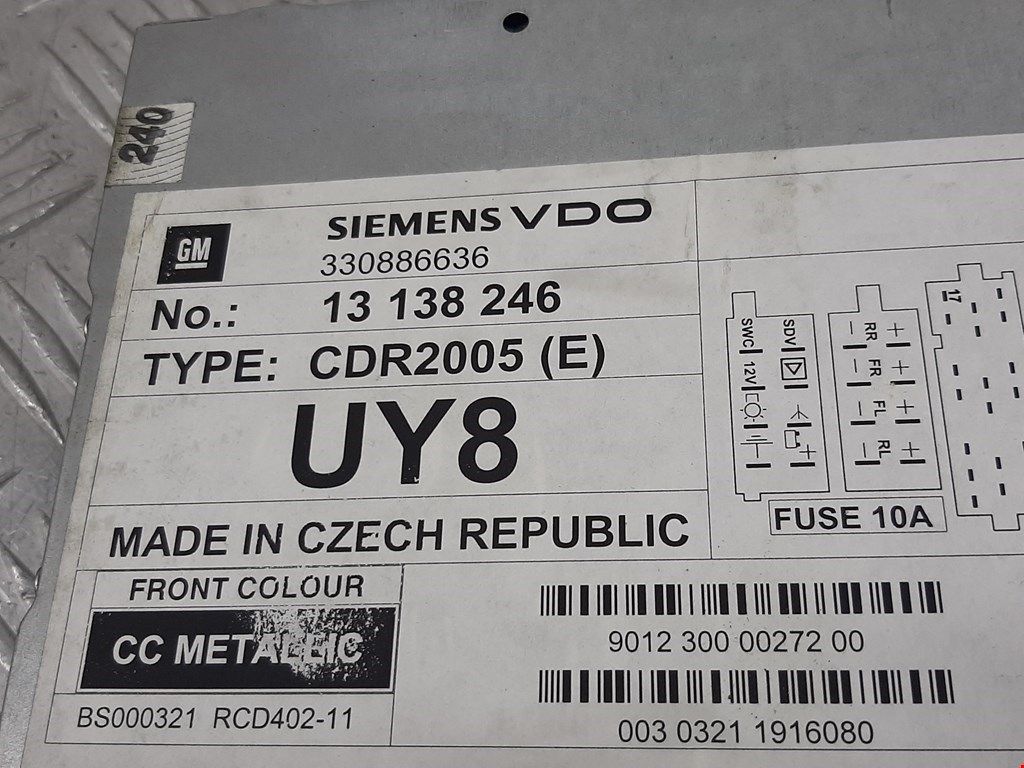 240
GM
SIEMENS VDO
330886636
No.: 13 138 246
TYPE: CDR2005 (E)
UY8
MADE IN CZECH REPUBLIC
FRONT COLOUR
CC METALLIC
BS000321 RCD402-11
SWC 12V
SDV
RR FR FL RL
17
FUSE 10A
9012 300 00272 00
003 0321 1916080